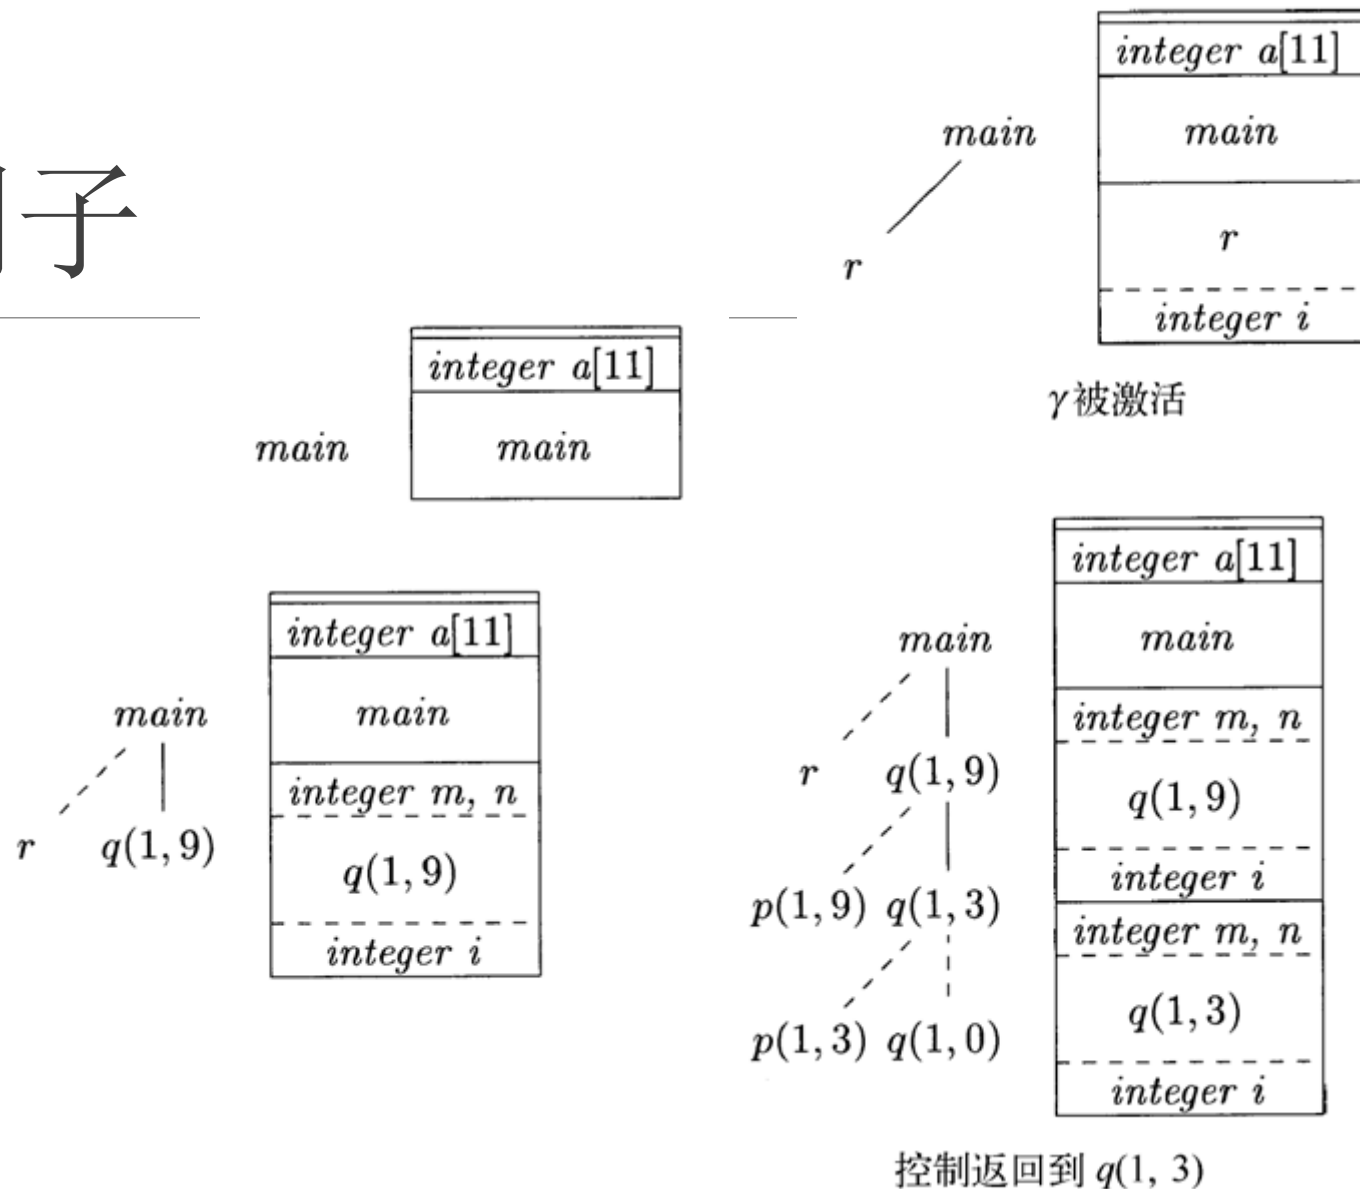 子
integer a[11]
main
main
r
r
integer i
γ被激活
integer a[11]
main
main
integer a[11]
main
main
integer m, n
r
q(1, 9)
q(1, 9)
integer i
integer a[11]
main
main
integer m, n
r
q(1, 9)
q(1, 9)
integer i
p(1, 9)
q(1, 3)
integer m, n
q(1, 3)
p(1, 3)
q(1, 0)
integer i
控制返回到 q(1, 3)